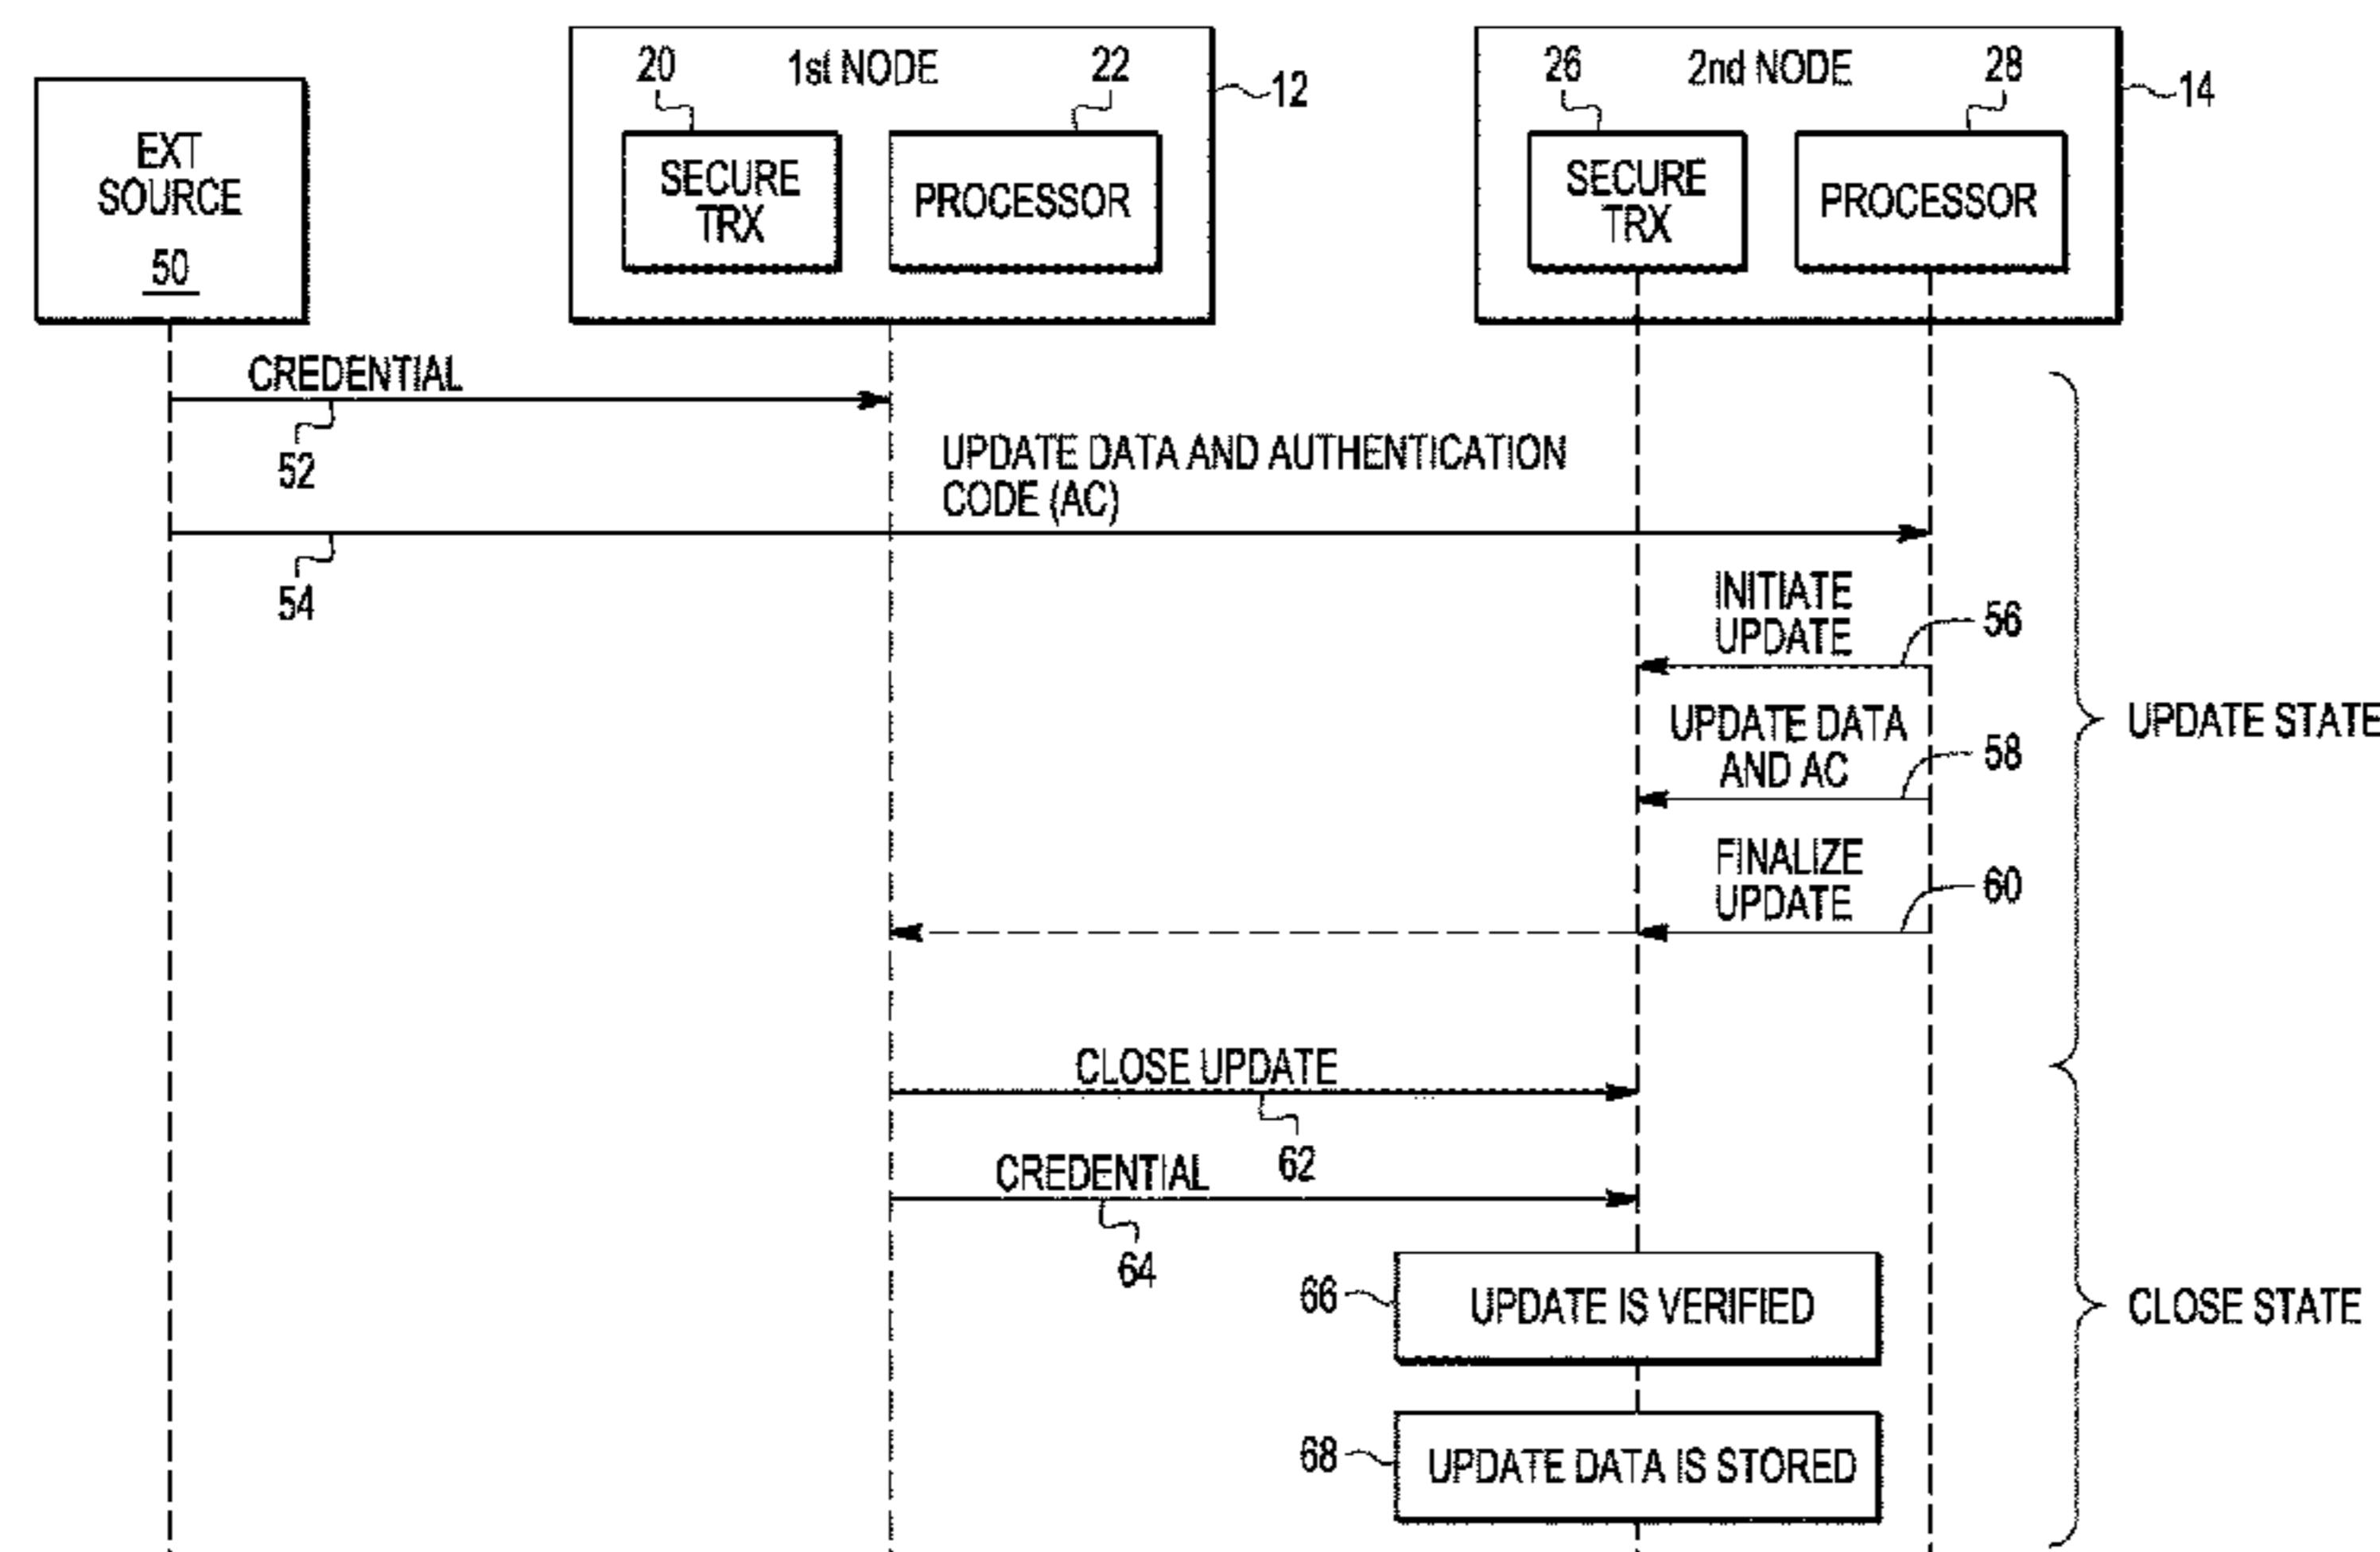 EXT
SOURCE
50
1st NODE
20
22
12
SECURE
TRX
PROCESSOR
2nd NODE
26
28
14
SECURE
TRX
PROCESSOR
CREDENTIAL
52
UPDATE DATA AND AUTHENTICATION
CODE (AC)
54
INITIATE
UPDATE
56
UPDATE DATA
AND AC
58
UPDATE STATE
FINALIZE
UPDATE
60
CLOSE UPDATE
62
CREDENTIAL
64
66
UPDATE IS VERIFIED
CLOSE STATE
68
UPDATE DATA IS STORED